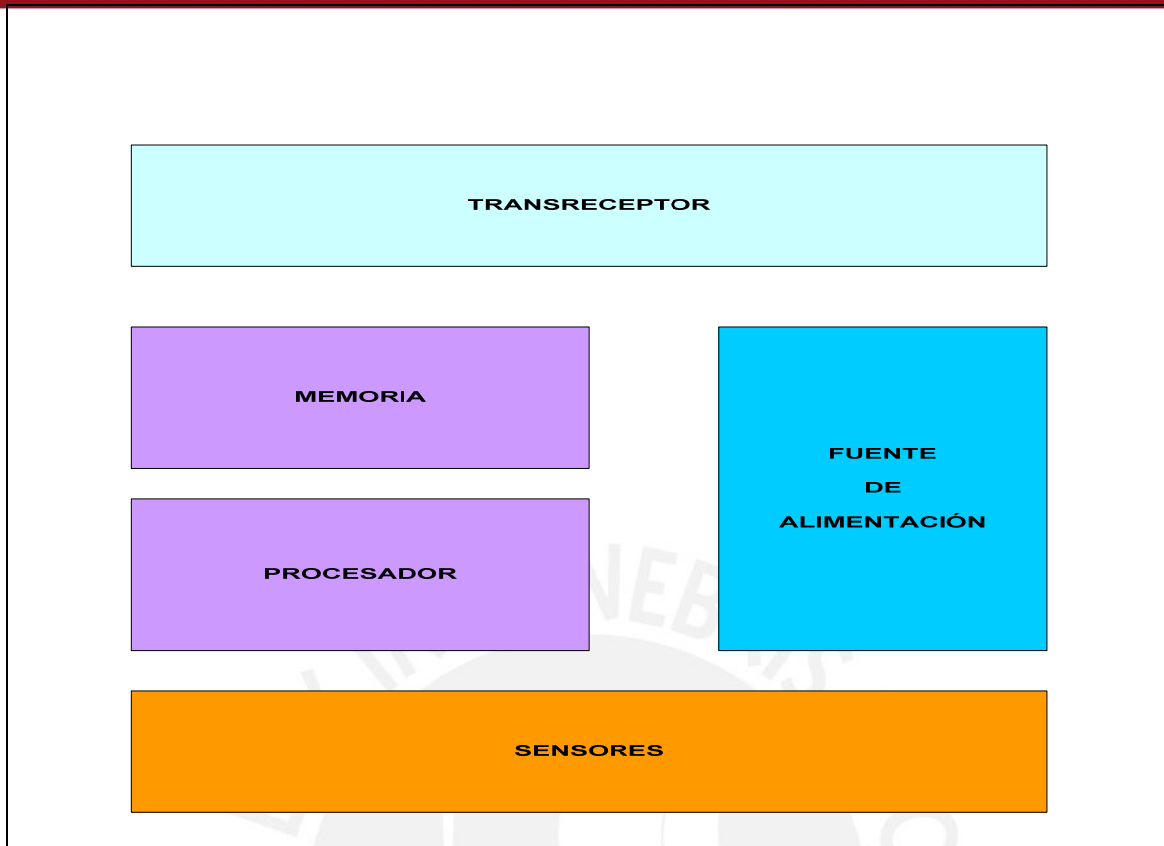 TRANSRECEPTOR
MEMORIA
FUENTE
DE
ALIMENTACIÓN
PROCESADOR
SENSORES